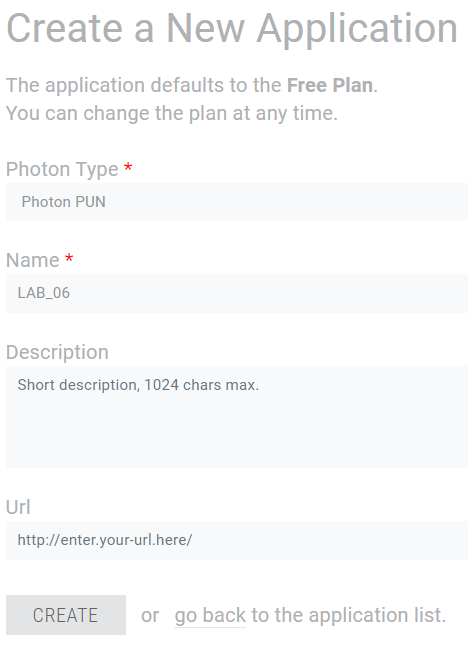 Create a New Application
The application defaults to the Free Plan.
You can change the plan at any time.
Photon Type *
Photon PUN
Name *
LAB_06
Description
Short description, 1024 chars max.
Url
http://enter.your-url.here/
CREATE or go back to the application list.